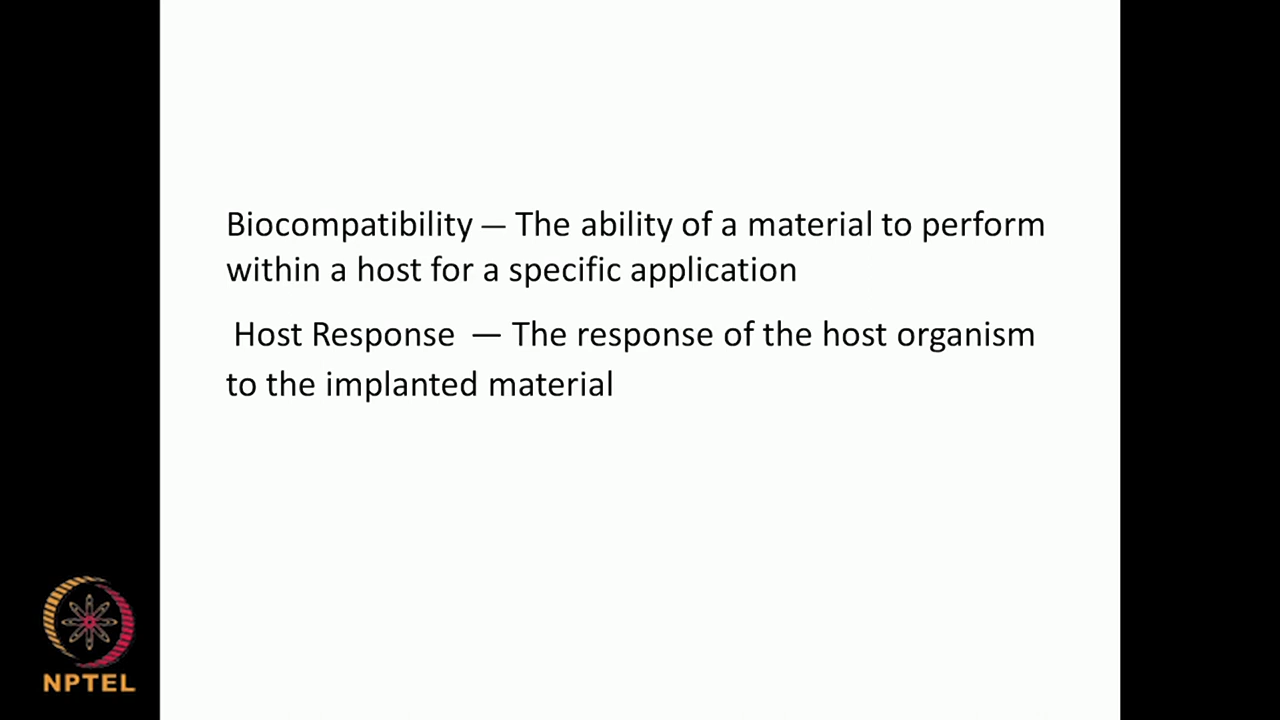 Biocompatibility — The ability of a material to perform
within a host for a specific application
Host Response — The response of the host organism
to the implanted material
NPTEL